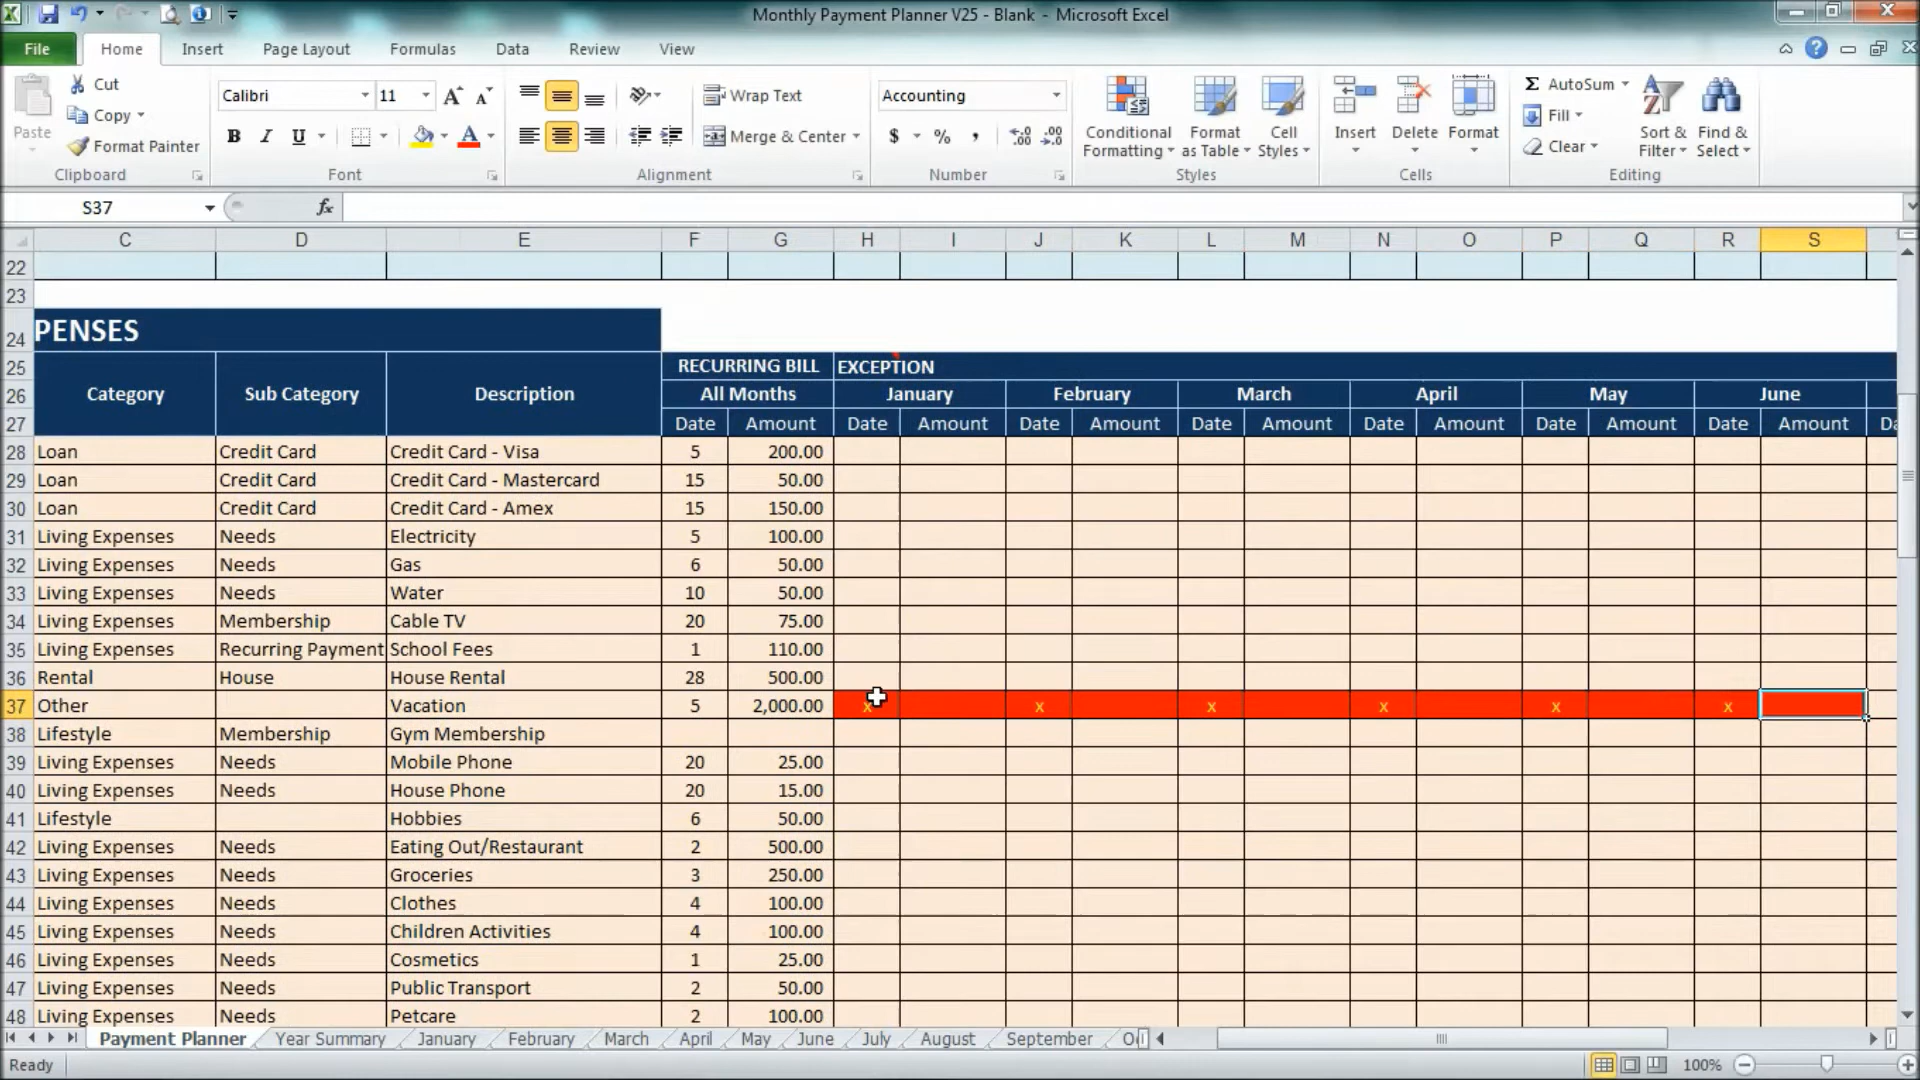 Monthly Payment Planner V25 - Blank - Microsoft Excel
File Home Insert Page Layout Formulas Data Review View
Paste
Cut
Copy
Format Painter
Clipboard
Calibri 11
B I U
Font
Wrap Text
Merge & Center
Alignment
Accounting
$ % ,
Number
Conditional Formatting
Format as Table
Cell Styles
Styles
Insert Delete Format
Cells
AutoSum
Fill
Clear
Sort & Filter
Find & Select
Editing
S37 fx
C D E F G H I J K L M N O P Q R S
22
23
24 PENSES
25 RECURRING BILL EXCEPTION
26 Category Sub Category Description All Months January February March April May June
27 Date Amount Date Amount Date Amount Date Amount Date Amount Date Amount Date Amount Da
28 Loan Credit Card Credit Card - Visa 5 200.00
29 Loan Credit Card Credit Card - Mastercard 15 50.00
30 Loan Credit Card Credit Card - Amex 15 150.00
31 Living Expenses Needs Electricity 5 100.00
32 Living Expenses Needs Gas 6 50.00
33 Living Expenses Needs Water 10 50.00
34 Living Expenses Membership Cable TV 20 75.00
35 Living Expenses Recurring Payment School Fees 1 110.00
36 Rental House House Rental 28 500.00
37 Other Vacation 5 2,000.00 x x x x x x
38 Lifestyle Membership Gym Membership
39 Living Expenses Needs Mobile Phone 20 25.00
40 Living Expenses Needs House Phone 20 15.00
41 Lifestyle Hobbies 6 50.00
42 Living Expenses Needs Eating Out/Restaurant 2 500.00
43 Living Expenses Needs Groceries 3 250.00
44 Living Expenses Needs Clothes 4 100.00
45 Living Expenses Needs Children Activities 4 100.00
46 Living Expenses Needs Cosmetics 1 25.00
47 Living Expenses Needs Public Transport 2 50.00
48 Living Expenses Needs Petcare 2 100.00
Payment Planner Year Summary January February March April May June July August September O
Ready 100%